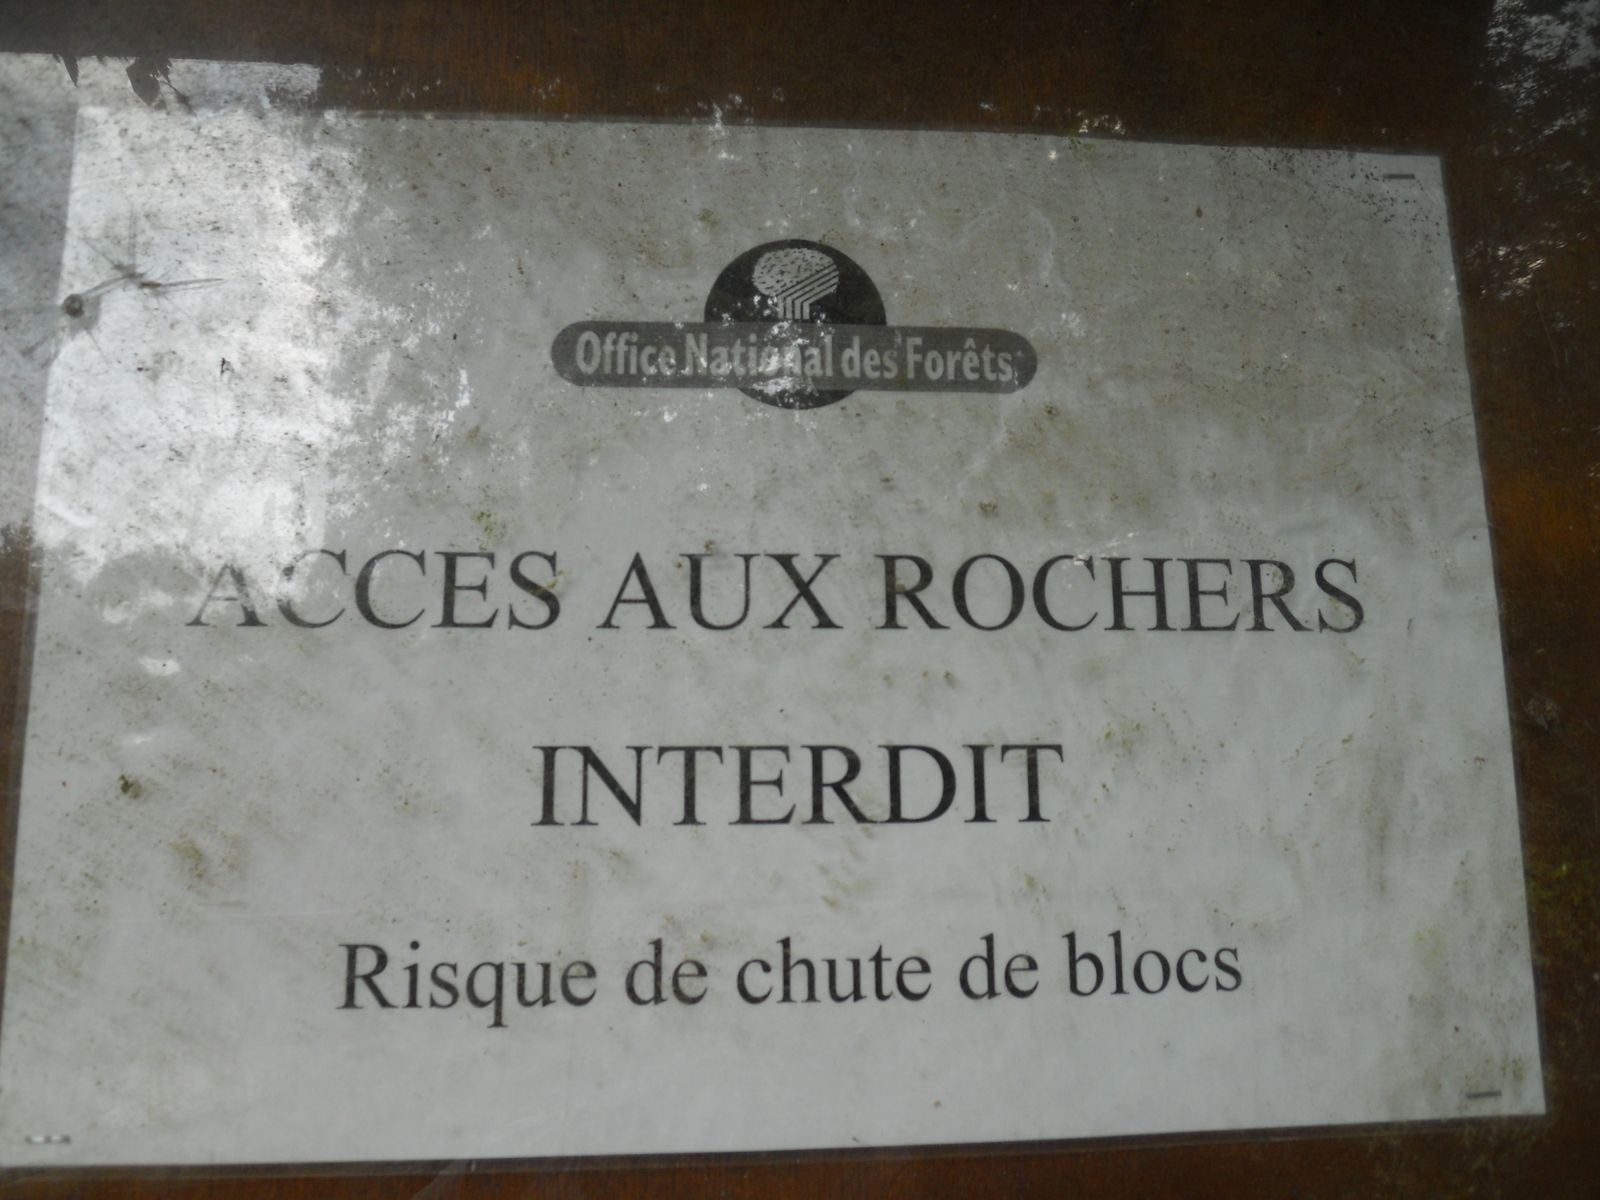 Office National des Forêts
ACCES AUX ROCHERS
INTERDIT
Risque de chute de blocs